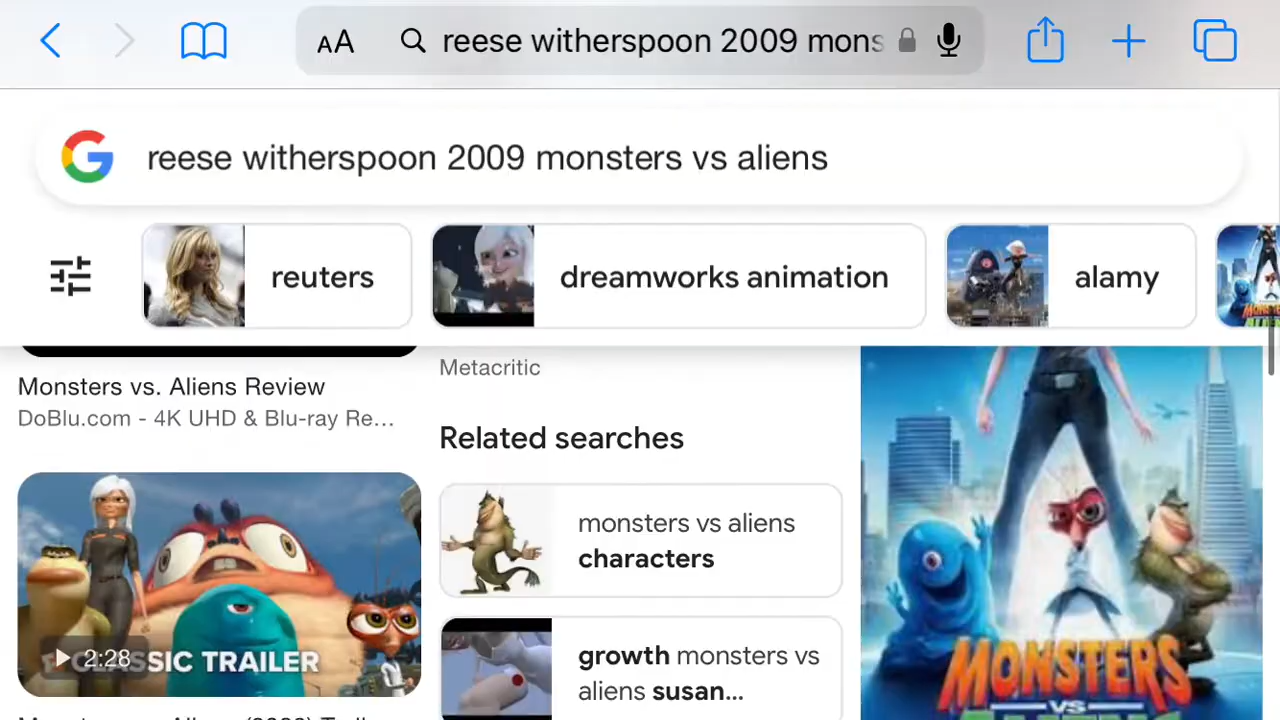 AA reese witherspoon 2009 mons
reese witherspoon 2009 monsters vs aliens
reuters
dreamworks animation
alamy
Monsters vs. Aliens Review
DoBlu.com - 4K UHD & Blu-ray Re...
2:28
CLASSIC TRAILER
Metacritic
Related searches
monsters vs aliens
characters
growth monsters vs
aliens susan...
MONSTERS
VS